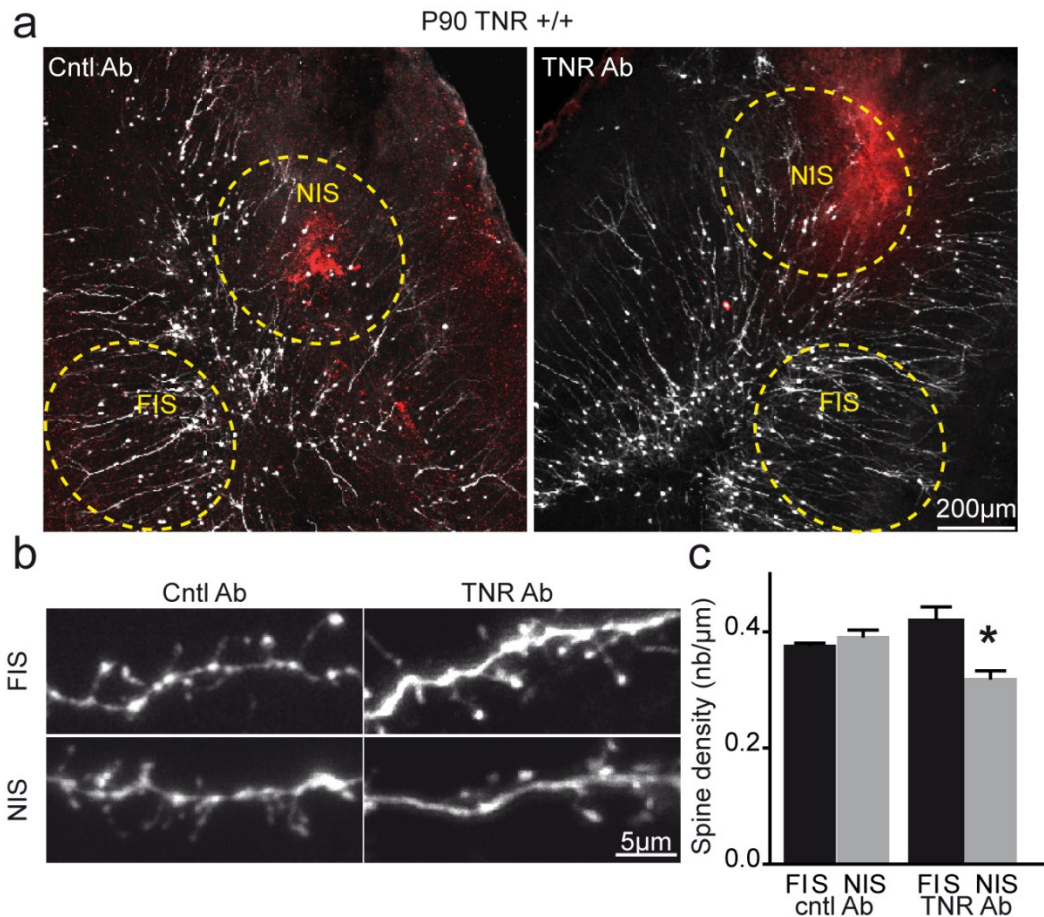 P90 TNR +/+
a
Cntl Ab
NIS
FIS
TNR Ab
NIS
FIS
200µm
b
Cntl Ab
TNR Ab
FIS
NIS
5µm
c
Spine density (nb/µm)
0.4
*
0.2
0.0
FIS NIS FIS NIS
cntl Ab TNR Ab